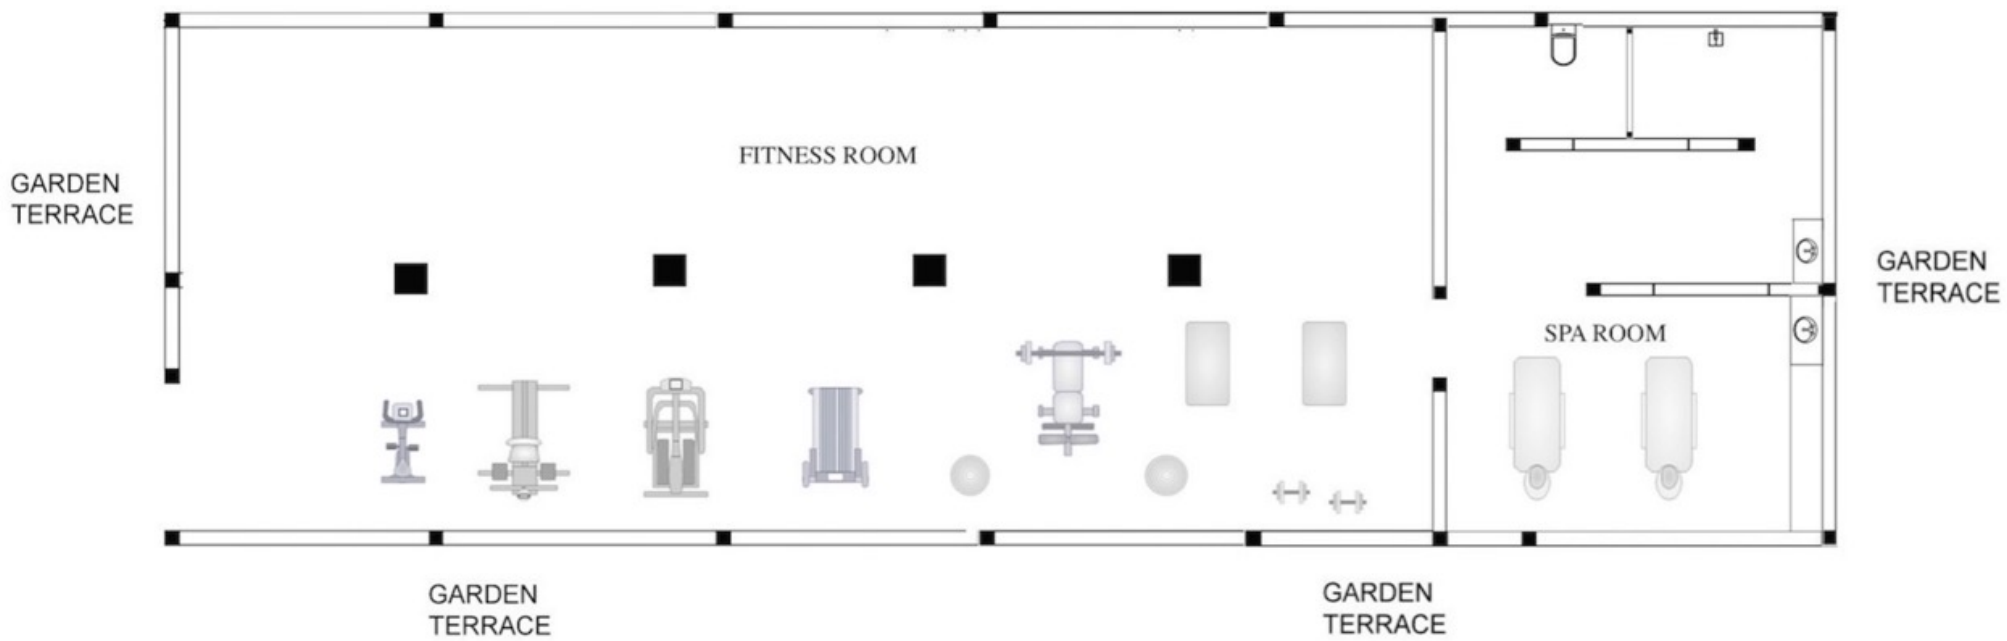 FITNESS ROOM
GARDEN
TERRACE
GARDEN
TERRACE
SPA ROOM
GARDEN
TERRACE
GARDEN
TERRACE